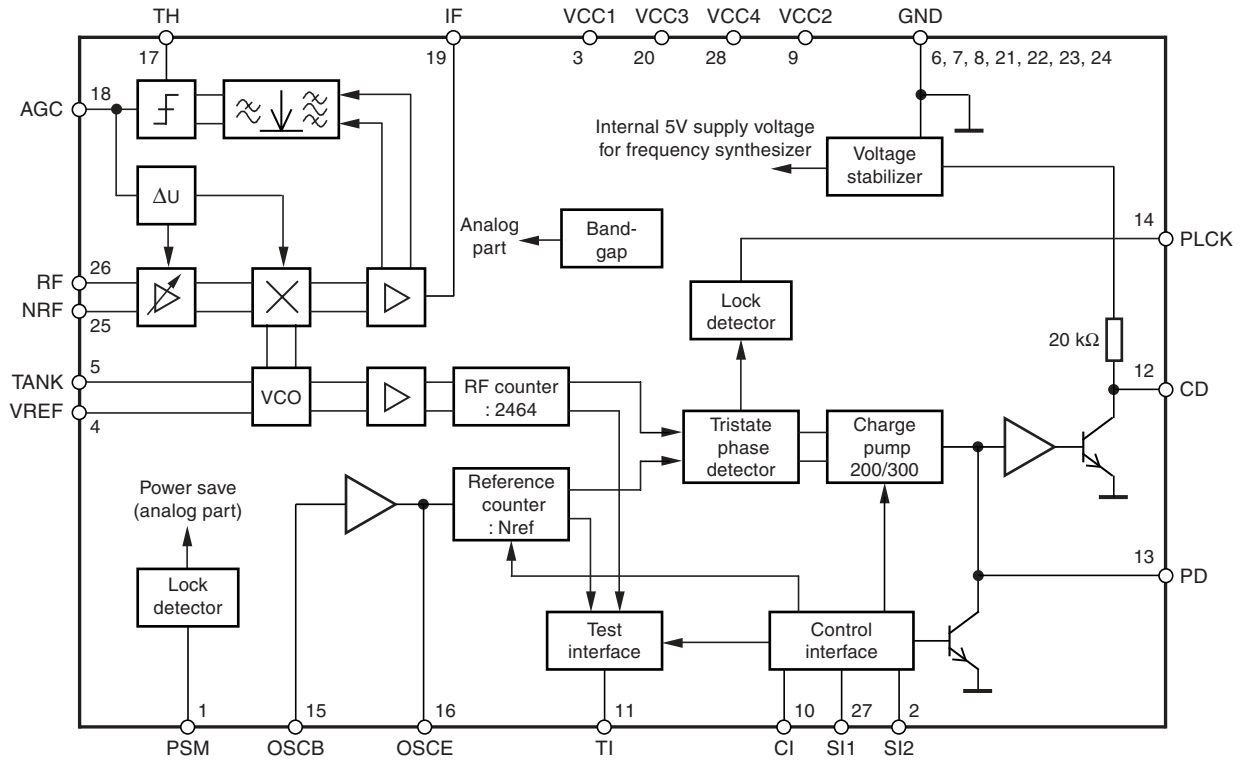 TH IF VCC1 VCC3 VCC4 VCC2 GND
17 19 3 20 28 9 6, 7, 8, 21, 22, 23, 24
AGC 18
Internal 5V supply voltage
for frequency synthesizer
Voltage
stabilizer
ΔU
Analog
part
Band-
gap
14 PLCK
RF 26
NRF 25
Lock
detector
20 kΩ
TANK 5
VREF 4
VCO
RF counter
: 2464
12 CD
Tristate
phase
detector
Charge
pump
200/300
Power save
(analog part)
Reference
counter
: Nref
Lock
detector
13 PD
Test
interface
Control
interface
1 15 16 11 10 27 2
PSM OSCB OSCE TI CI SI1 SI2